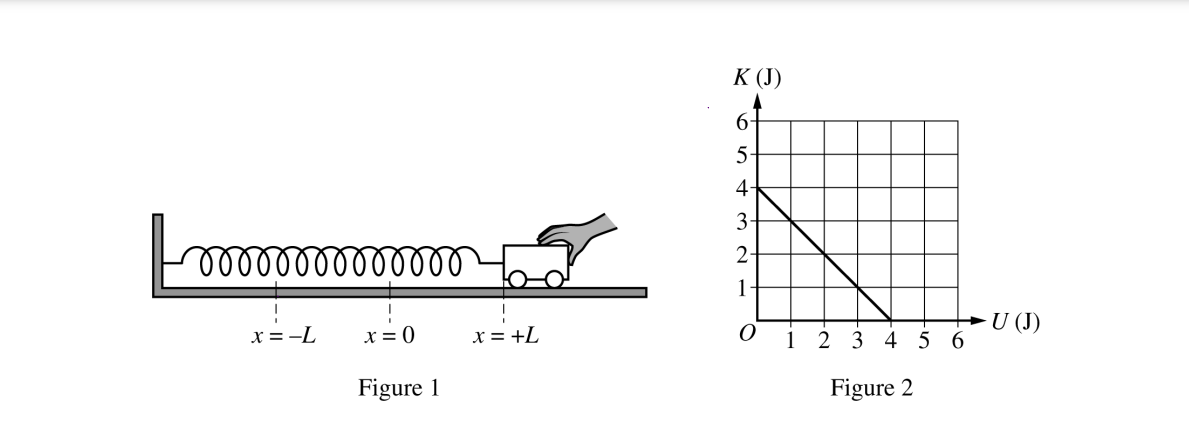 x = –L
x = 0
x = +L
Figure 1
K (J)
6
5
4
3
2
1
O
1 2 3 4 5 6
U (J)
Figure 2